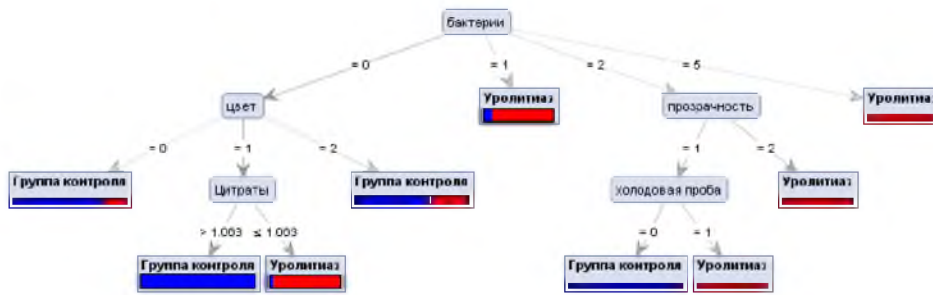 бактерии
= 0
= 1
= 2
= 5
цвет
Уролитиаз
прозрачность
Уролитиаз
= 0
= 1
= 2
= 1
= 2
Группа контроля
Цитраты
Группа контроля
холодовая проба
Уролитиаз
> 1.003
≤ 1.003
= 0
= 1
Группа контроля
Уролитиаз
Группа контроля
Уролитиаз